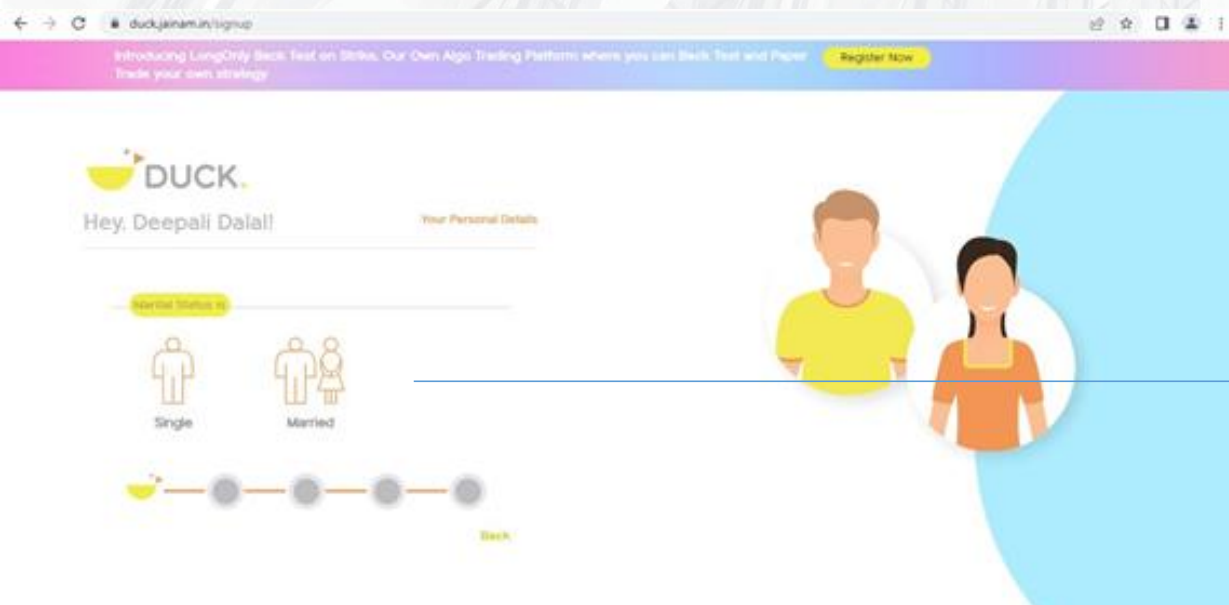 duck.jainam.in/signup
Introducing LongOnly Back Test on Strike, Our Own Algo Trading Platform where you can Back Test and Paper
Trade your own strategy
Register Now
DUCK.
Hey, Deepali Dalal!
Your Personal Details
Marital Status is
Single
Married
Back